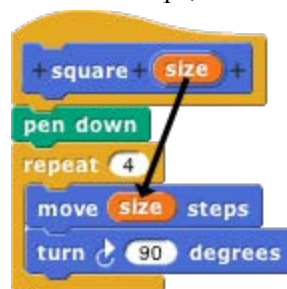 + square + size +
pen down
repeat 4
move size steps
turn 90 degrees